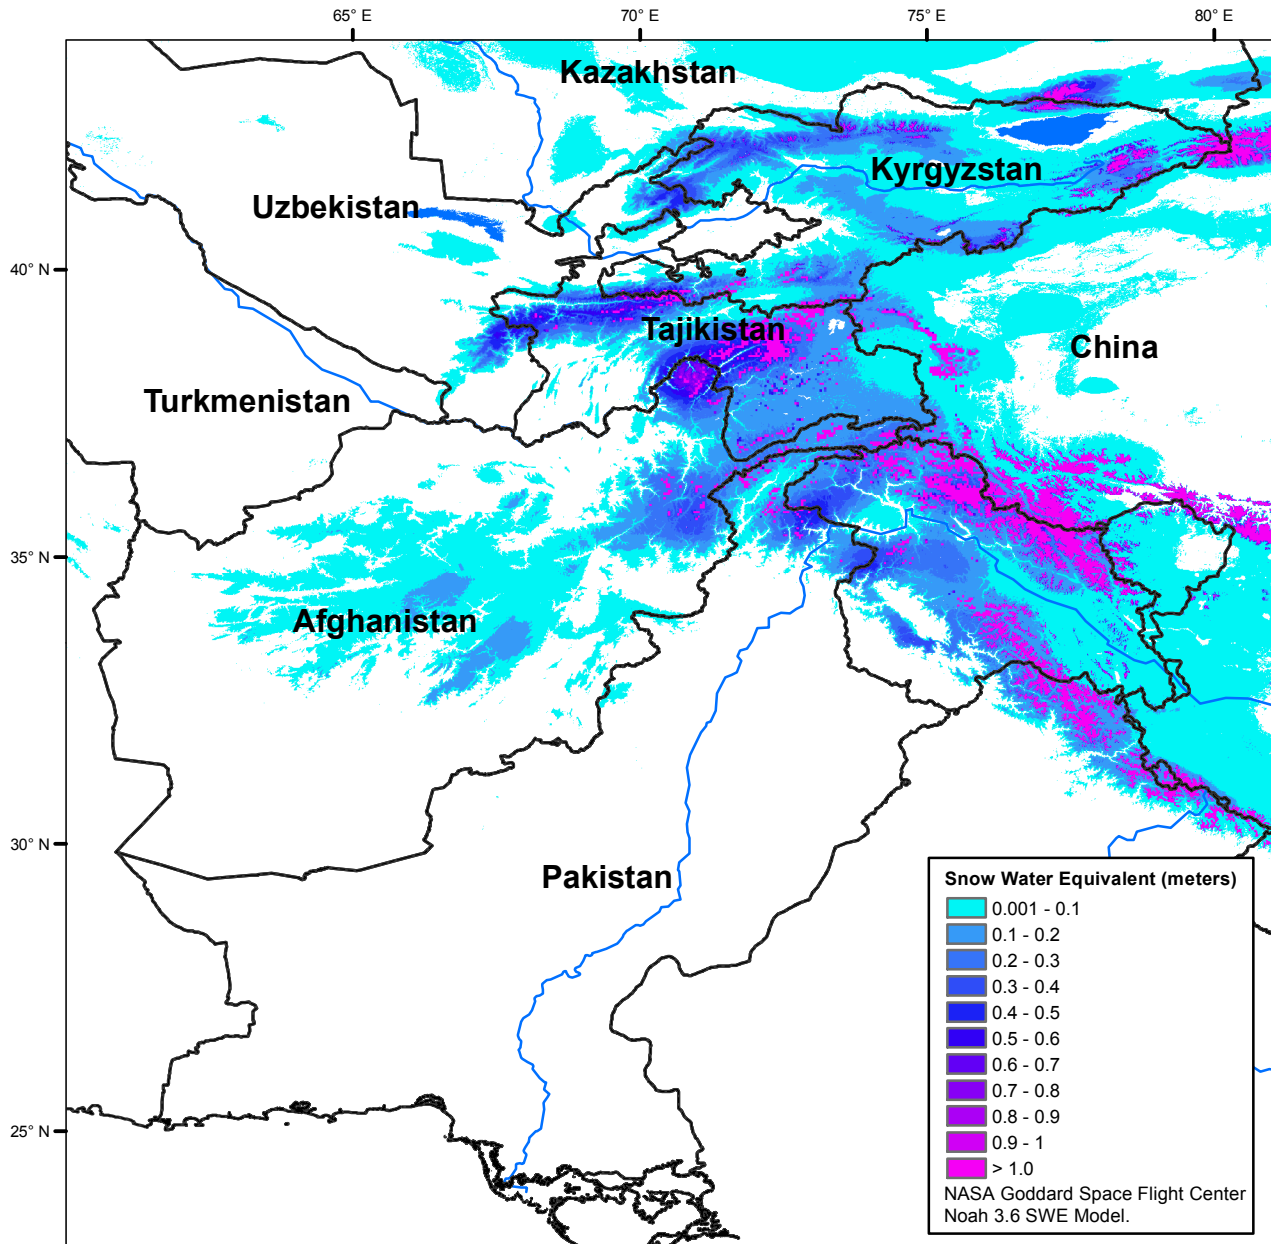 65° E
70° E
75° E
80° E
Kazakhstan
Kyrgyzstan
Uzbekistan
40° N
Tajikistan
China
Turkmenistan
35° N
Afghanistan
30° N
Pakistan
Snow Water Equivalent (meters)
0.001 - 0.1
0.1 - 0.2
0.2 - 0.3
0.3 - 0.4
0.4 - 0.5
0.5 - 0.6
0.6 - 0.7
0.7 - 0.8
0.8 - 0.9
0.9 - 1
> 1.0
NASA Goddard Space Flight Center
Noah 3.6 SWE Model.
25° N